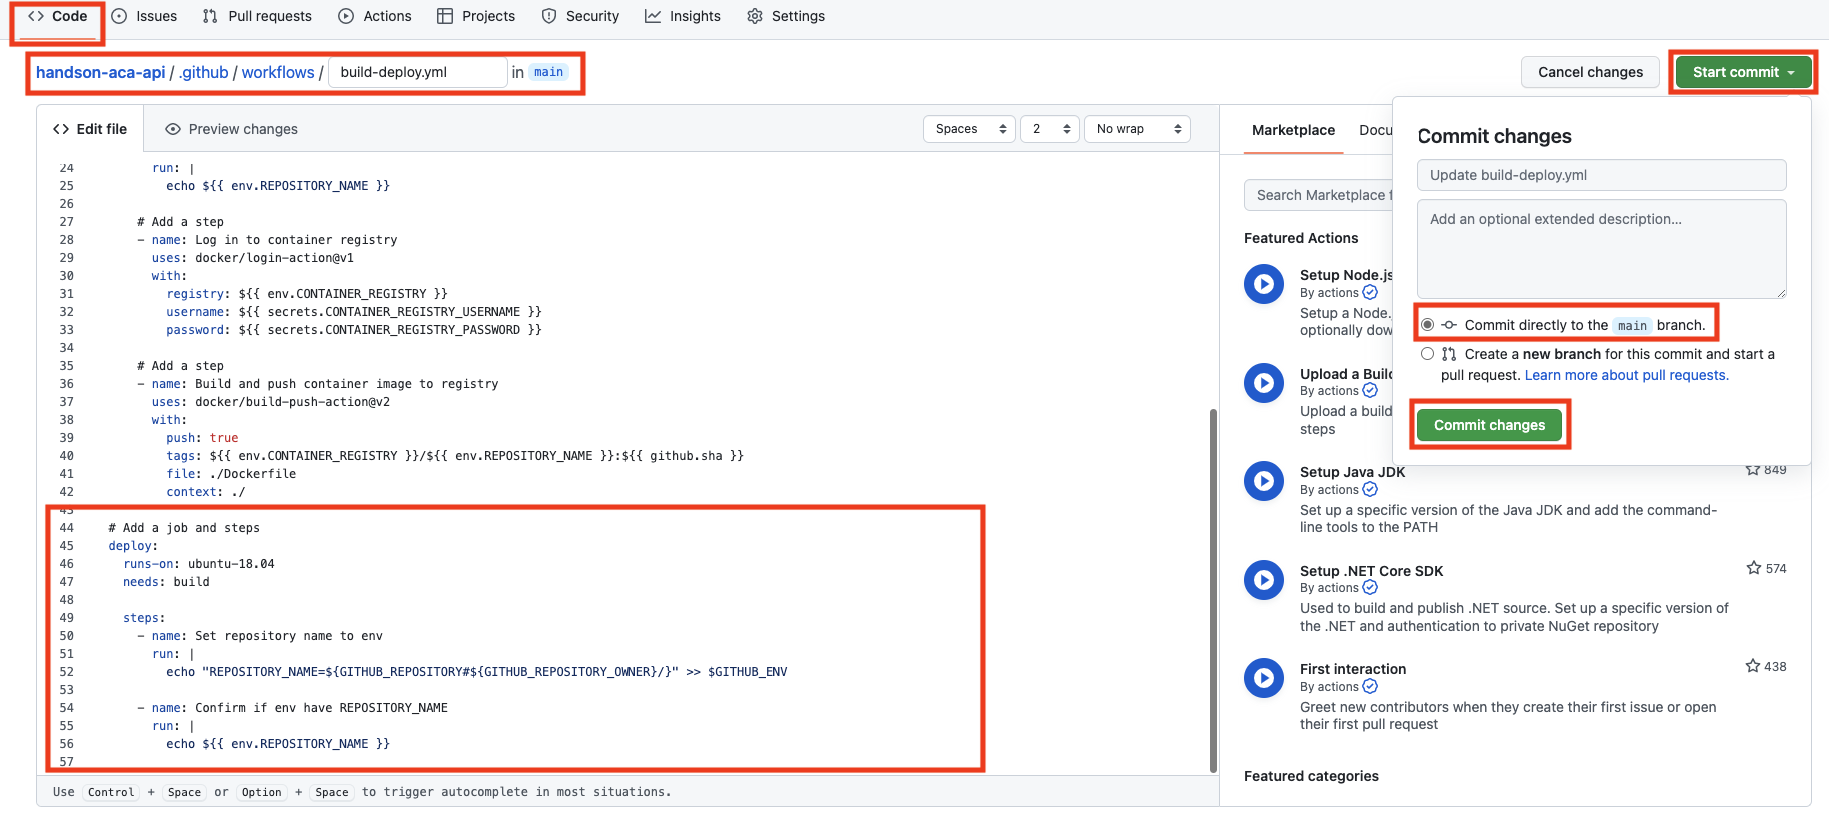 Code Issues Pull requests Actions Projects Security Insights Settings
handson-aca-api / .github / workflows / build-deploy.yml in main
Cancel changes Start commit
Edit file Preview changes
Spaces 2 No wrap
24 run: |
25 echo ${{ env.REPOSITORY_NAME }}
26
27 # Add a step
28 - name: Log in to container registry
29 uses: docker/login-action@v1
30 with:
31 registry: ${{ env.CONTAINER_REGISTRY }}
32 username: ${{ secrets.CONTAINER_REGISTRY_USERNAME }}
33 password: ${{ secrets.CONTAINER_REGISTRY_PASSWORD }}
34
35 # Add a step
36 - name: Build and push container image to registry
37 uses: docker/build-push-action@v2
38 with:
39 push: true
40 tags: ${{ env.CONTAINER_REGISTRY }}/${{ env.REPOSITORY_NAME }}:${{ github.sha }}
41 file: ./Dockerfile
42 context: ./
43
44 # Add a job and steps
45 deploy:
46 runs-on: ubuntu-18.04
47 needs: build
48
49 steps:
50 - name: Set repository name to env
51 run: |
52 echo "REPOSITORY_NAME=${GITHUB_REPOSITORY#${GITHUB_REPOSITORY_OWNER}/}" >> $GITHUB_ENV
53
54 - name: Confirm if env have REPOSITORY_NAME
55 run: |
56 echo ${{ env.REPOSITORY_NAME }}
57
Use Control + Space or Option + Space to trigger autocomplete in most situations.
Marketplace Docu
Search Marketplace f
Featured Actions
Setup Node.js
By actions
Setup a Node.
optionally dow
Upload a Build
By actions
Upload a build
steps
Setup Java JDK 849
By actions
Set up a specific version of the Java JDK and add the command-
line tools to the PATH
Setup .NET Core SDK 574
By actions
Used to build and publish .NET source. Set up a specific version of
the .NET and authentication to private NuGet repository
First interaction 438
By actions
Greet new contributors when they create their first issue or open
their first pull request
Featured categories
Commit changes
Update build-deploy.yml
Add an optional extended description...
Commit directly to the main branch.
Create a new branch for this commit and start a
pull request. Learn more about pull requests.
Commit changes